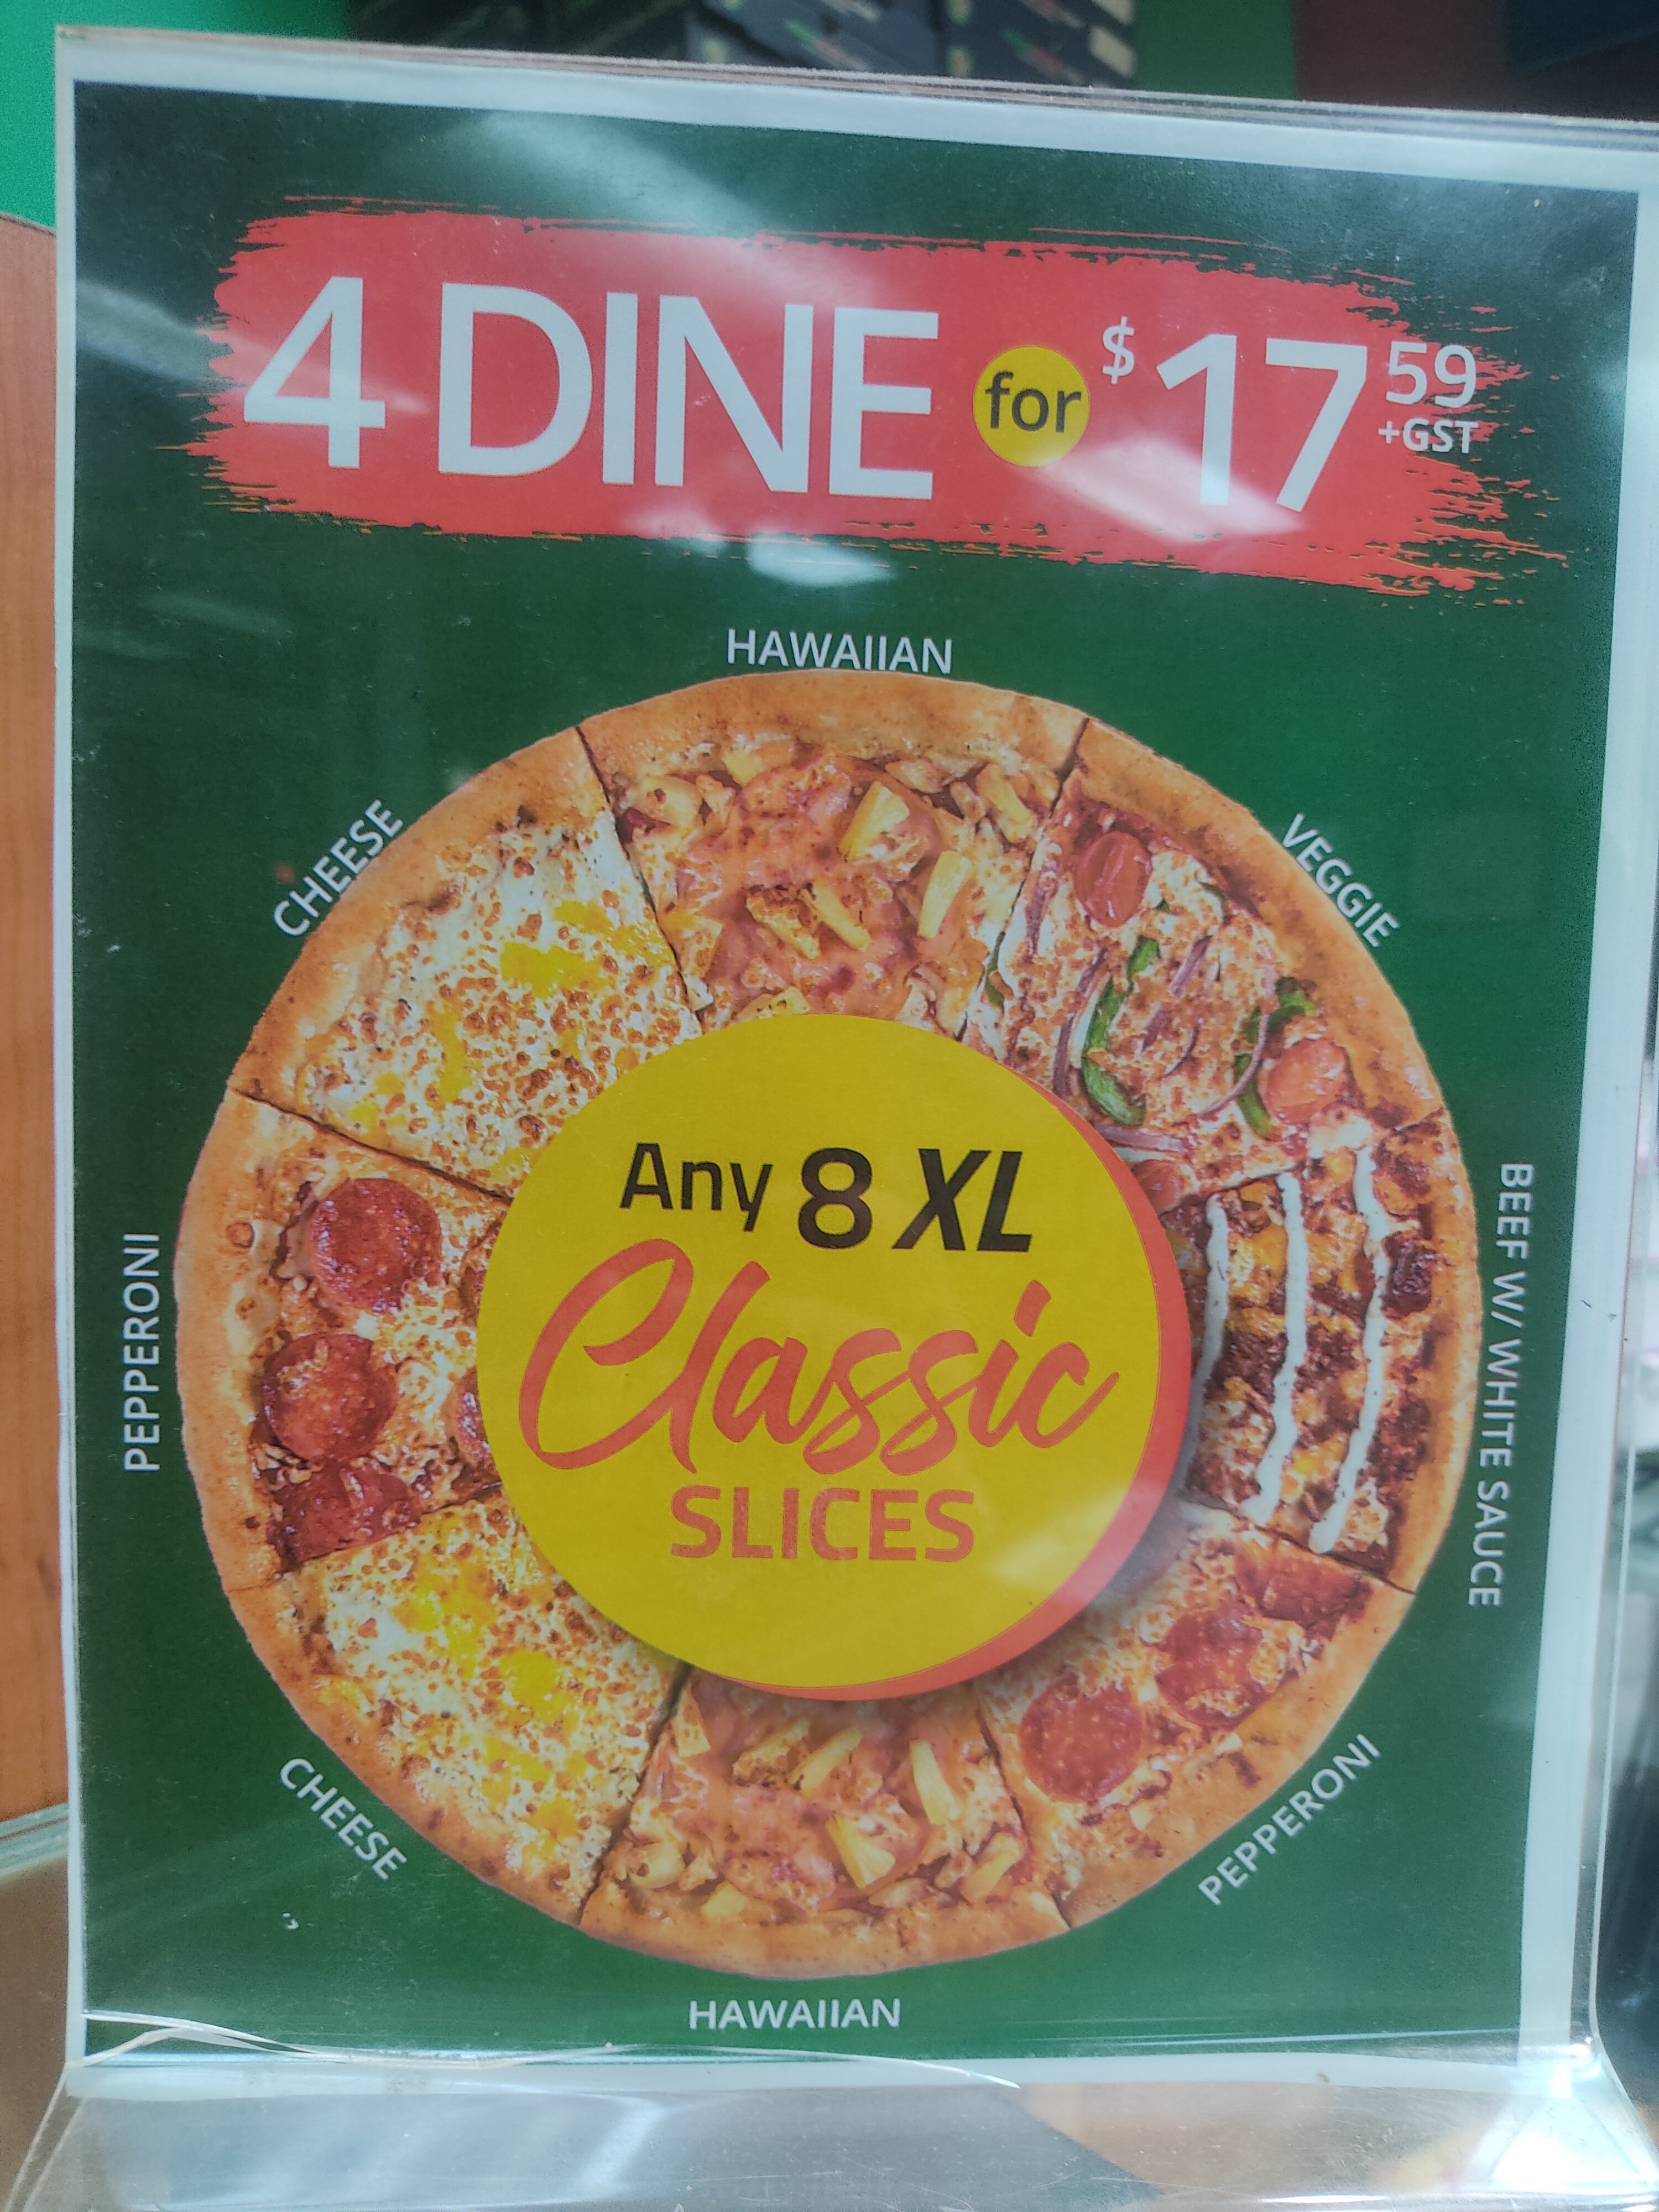 4 DINE for $17 59
+GST
HAWAIIAN
CHEESE
VEGGIE
PEPPERONI
BEEF W/ WHITE SAUCE
Any 8 XL
Classic
SLICES
CHEESE
PEPPERONI
HAWAIIAN